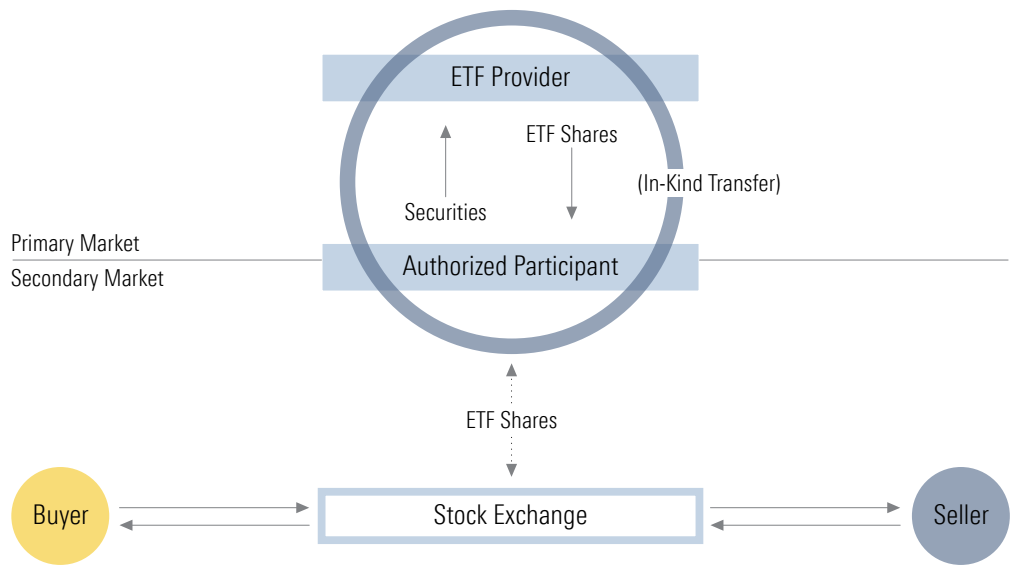 ETF Provider
ETF Shares
(In-Kind Transfer)
Securities
Primary Market
Authorized Participant
Secondary Market
ETF Shares
Buyer
Stock Exchange
Seller